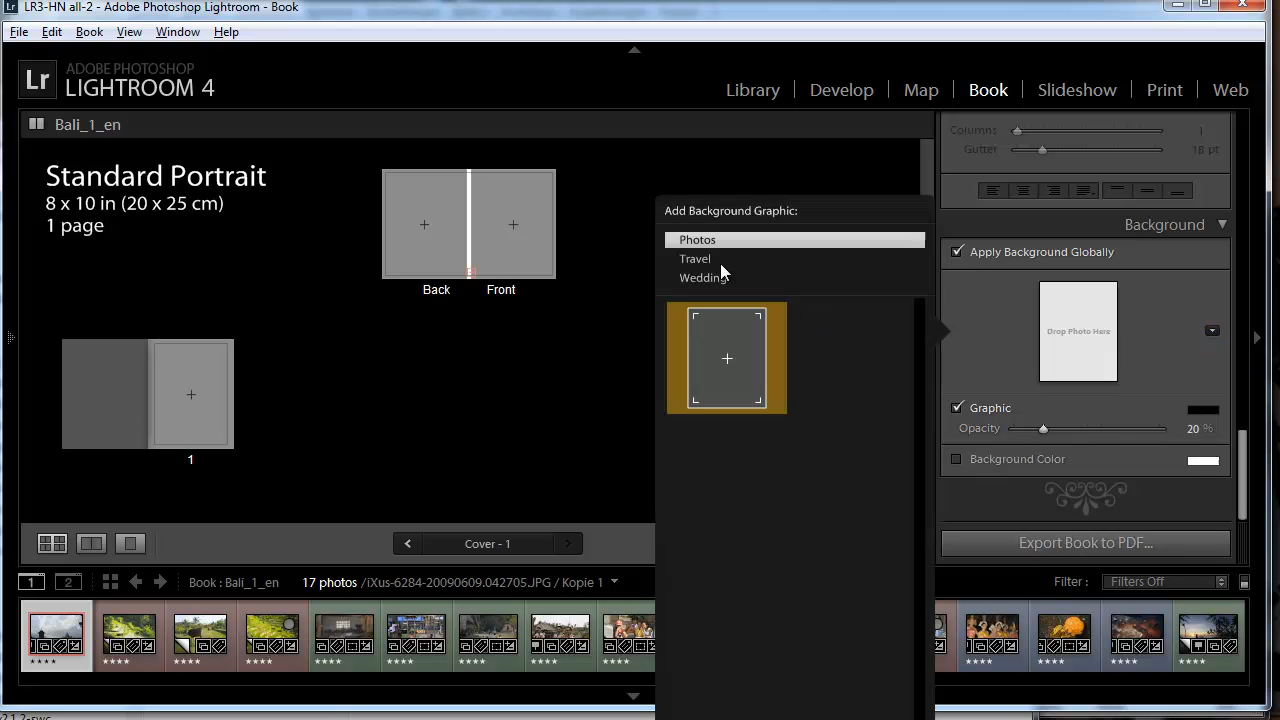 LR3-HN all-2 - Adobe Photoshop Lightroom - Book
File Edit Book View Window Help
Lr ADOBE PHOTOSHOP
LIGHTROOM 4
Library Develop Map Book Slideshow Print Web
Bali_1_en
Standard Portrait
8 x 10 in (20 x 25 cm)
1 page
Back Front
1
Add Background Graphic:
Photos
Travel
Wedding
Columns 1
Gutter 18 pt
Background
Apply Background Globally
Drop Photo Here
Graphic
Opacity 20 %
Background Color
Export Book to PDF...
Cover - 1
1 2 Book : Bali_1_en 17 photos / iXus-6284-20090609.042705.JPG / Kopie 1
Filter : Filters Off